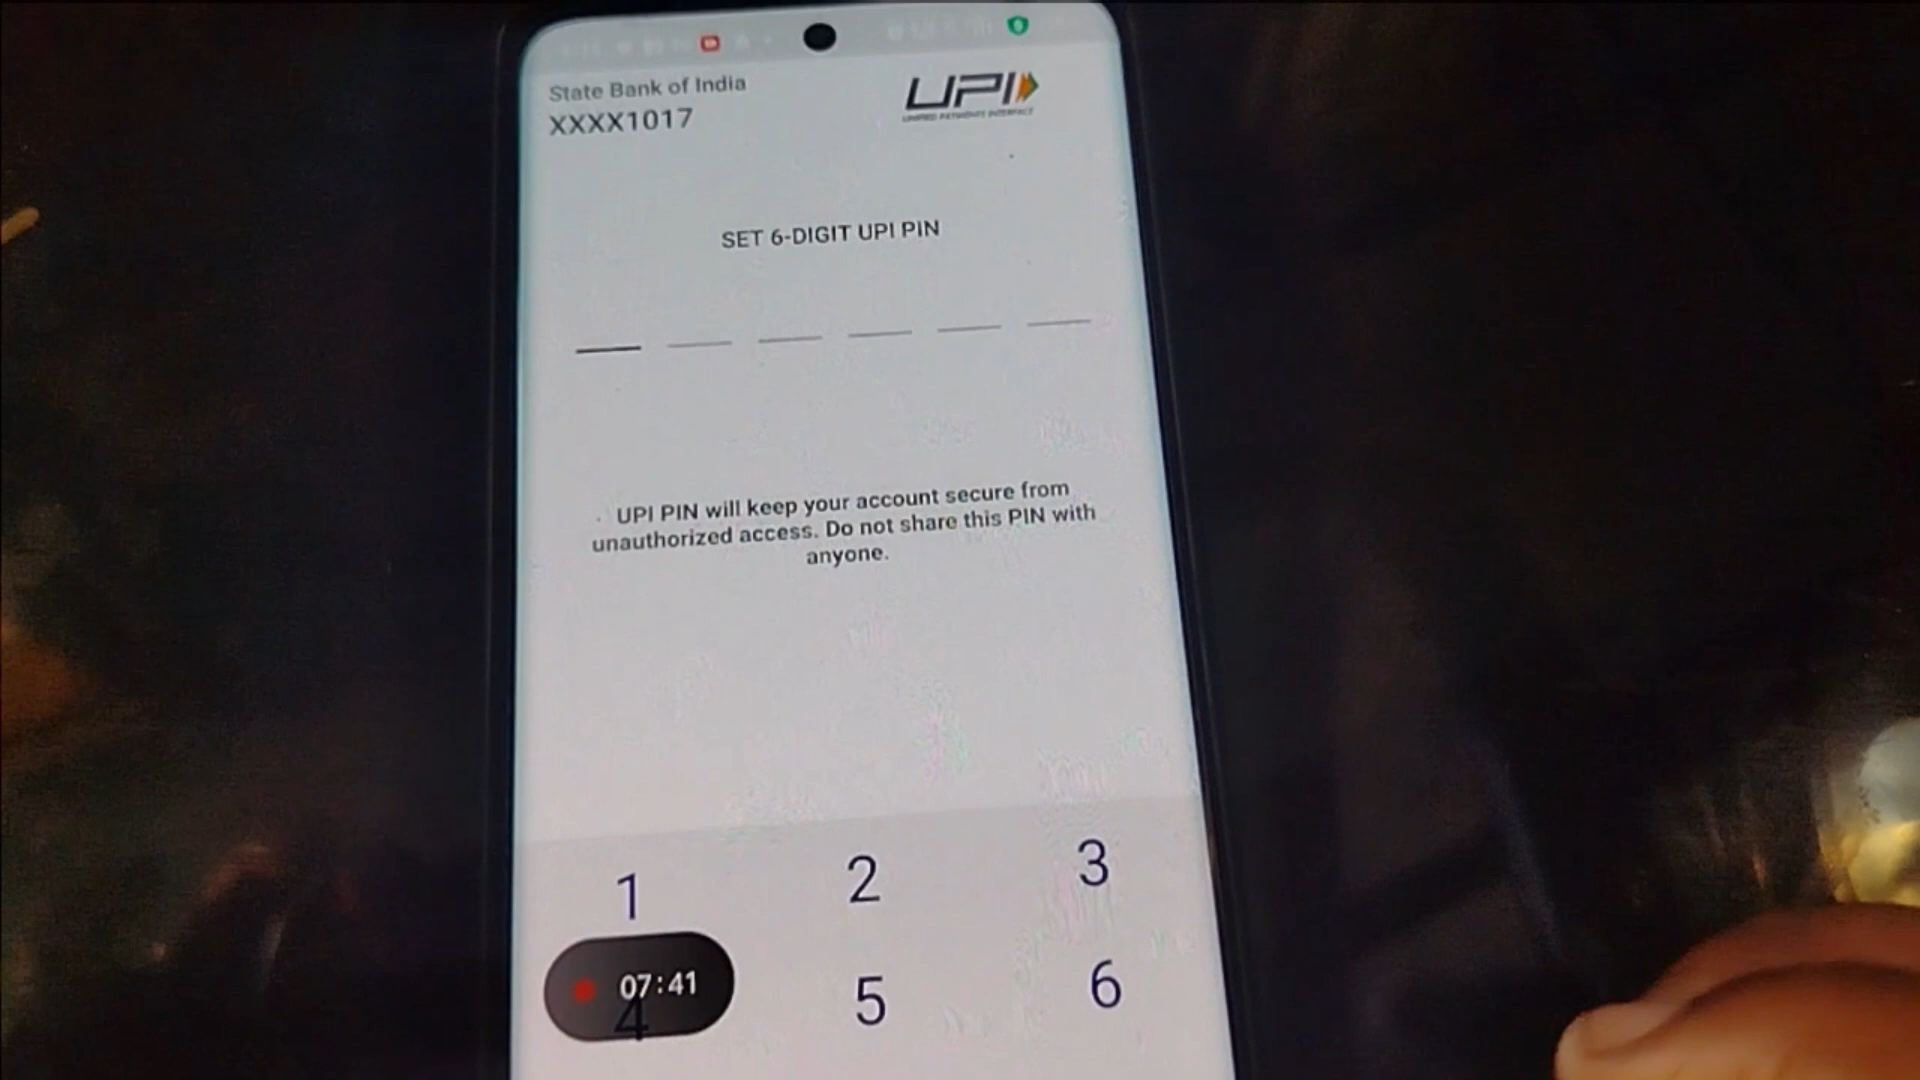 State Bank of India
XXXX1017
UPI
UNIFIED PAYMENTS INTERFACE
SET 6-DIGIT UPI PIN
UPI PIN will keep your account secure from
unauthorized access. Do not share this PIN with
anyone.
1 2 3
07:41
4 5 6